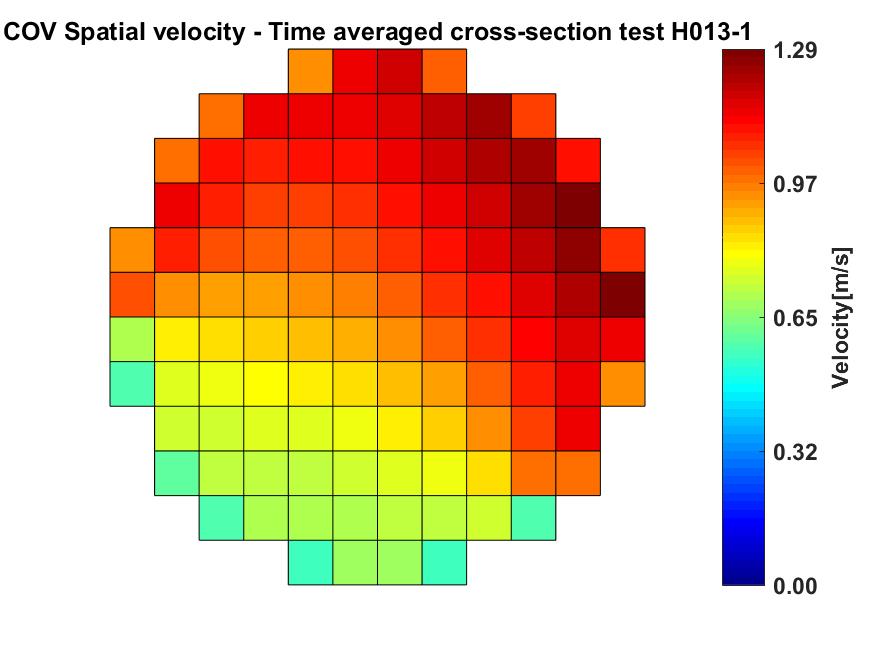 COV Spatial velocity - Time averaged cross-section test H013-1
1.29
0.97
0.65
0.32
0.00
Velocity[m/s]